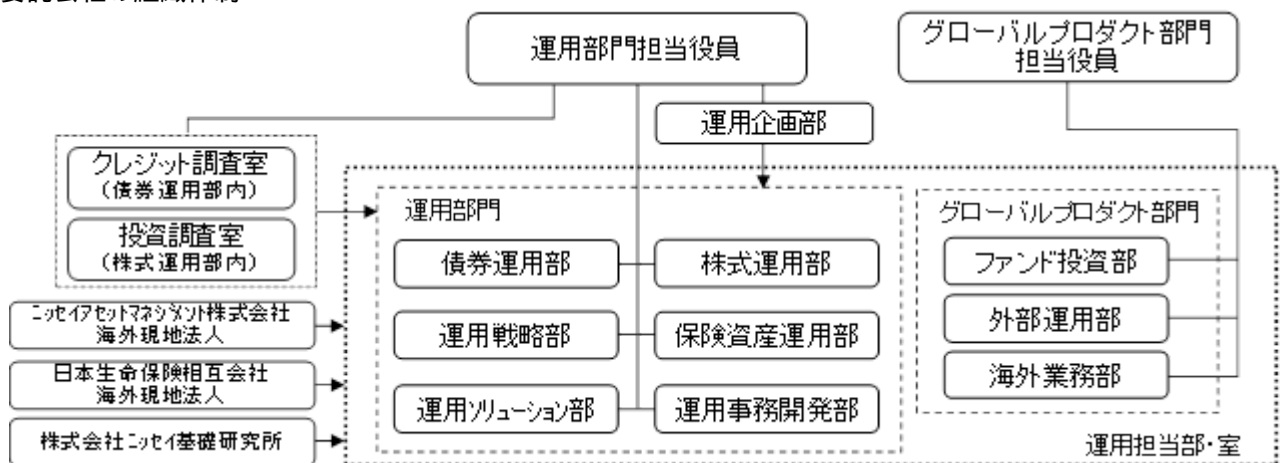 運用部門担当役員
グローバルプロダクト部門
担当役員
運用企画部
クレジット調査室
(債券運用部内)
投資調査室
(株式運用部内)
運用部門
債券運用部
株式運用部
運用戦略部
保険資産運用部
運用ソリューション部
運用事務開発部
グローバルプロダクト部門
ファンド投資部
外部運用部
海外業務部
ニッセイアセットマネジメント株式会社
海外現地法人
日本生命保険相互会社
海外現地法人
株式会社ニッセイ基礎研究所
運用担当部・室